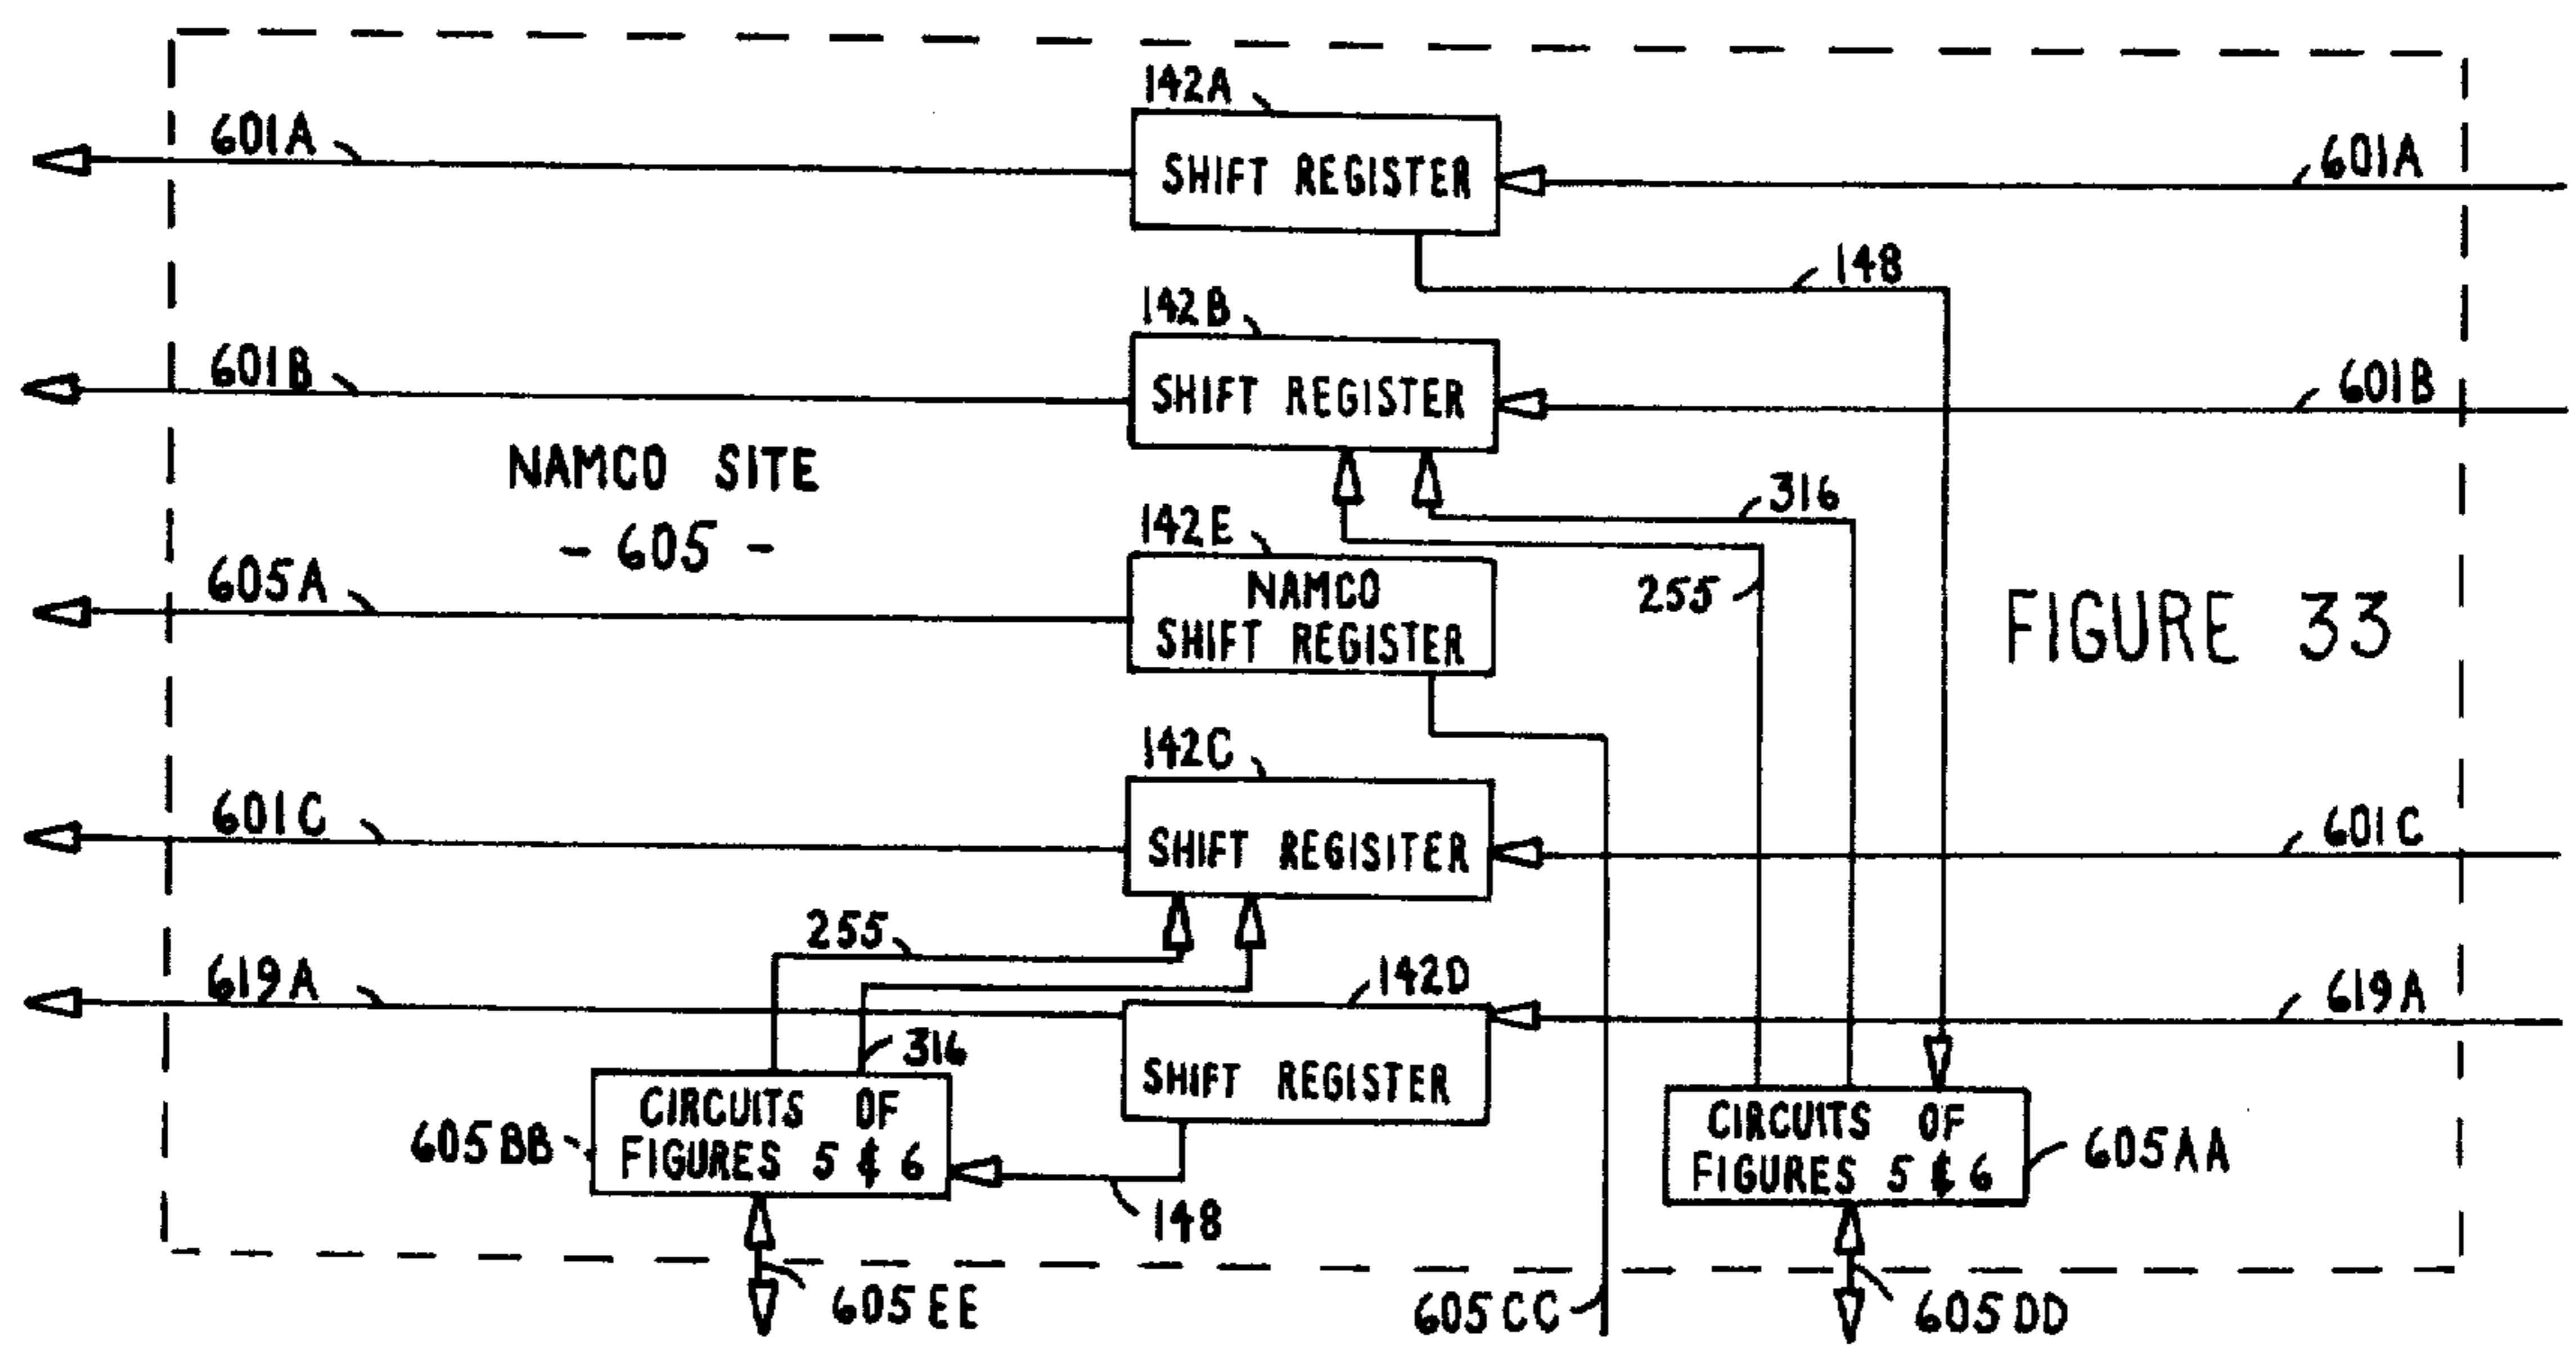 142A
601A
601A
SHIFT REGISTER
148
142B
601B
601B
SHIFT REGISTER
NAMCO SITE
- 605 -
316
142E
605A
NAMCO
SHIFT REGISTER
255
FIGURE 33
142C
601C
601C
SHIFT REGISITER
255
619A
142D
619A
316
SHIFT REGISTER
605BB
CIRCUITS OF
FIGURES 5 & 6
CIRCUITS OF
FIGURES 5 & 6
605AA
148
605EE
605CC
605DD